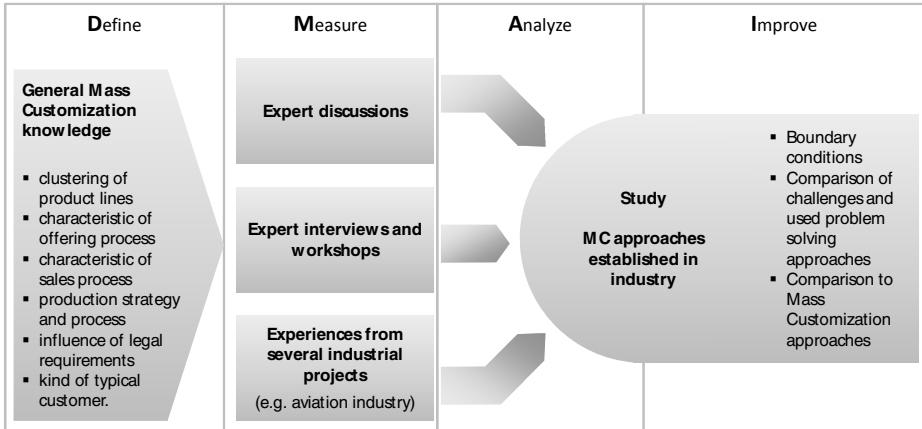 Define
Measure
Analyze
Improve
General Mass
Customization
knowledge
▪ clustering of
product lines
▪ characteristic of
offering process
▪ characteristic of
sales process
▪ production strategy
and process
▪ influence of legal
requirements
▪ kind of typical
customer.
Expert discussions
Expert interviews and
workshops
Experiences from
several industrial
projects
(e.g. aviation industry)
Study
MC approaches
established in
industry
▪ Boundary
conditions
▪ Comparison of
challenges and
used problem
solving
approaches
▪ Comparison to
Mass
Customization
approaches